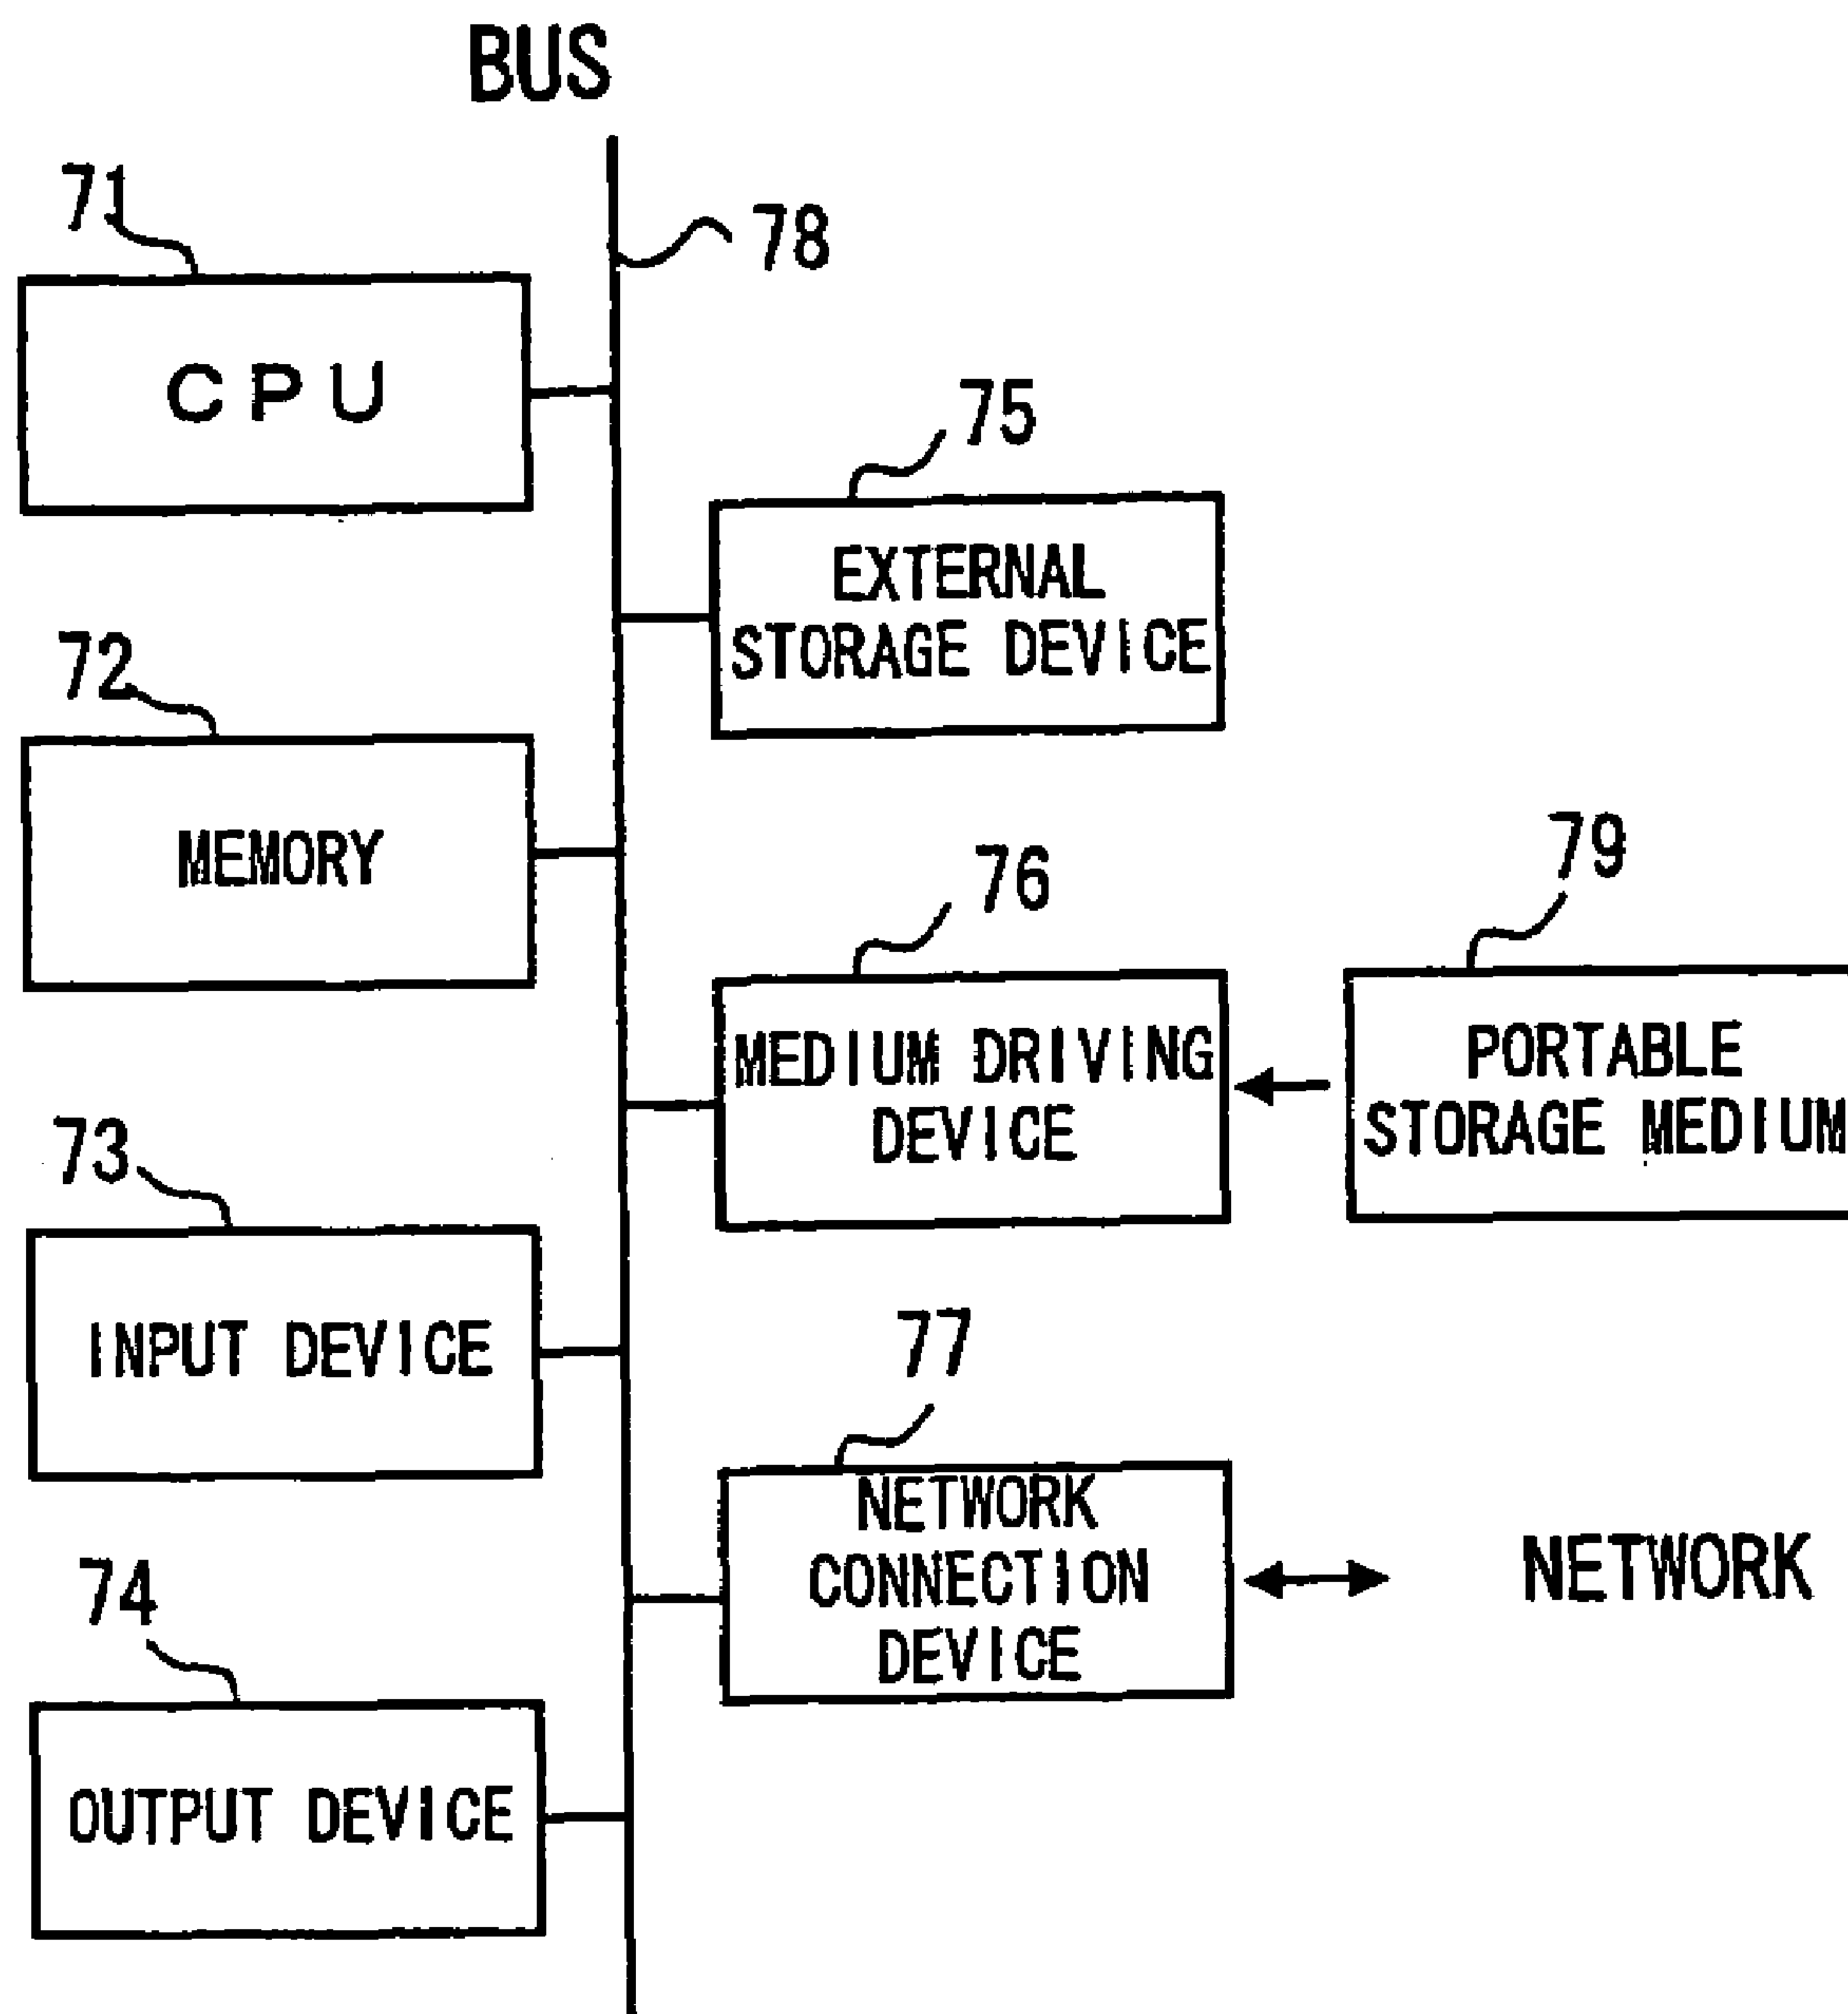 BUS
71
78
CPU
75
EXTERNAL
STORAGE DEVICE
72
MEMORY
76
79
MEDIUM DRIVING
DEVICE
PORTABLE
STORAGE MEDIUM
73
INPUT DEVICE
77
NETWORK
CONNECTION
DEVICE
NETWORK
74
OUTPUT DEVICE